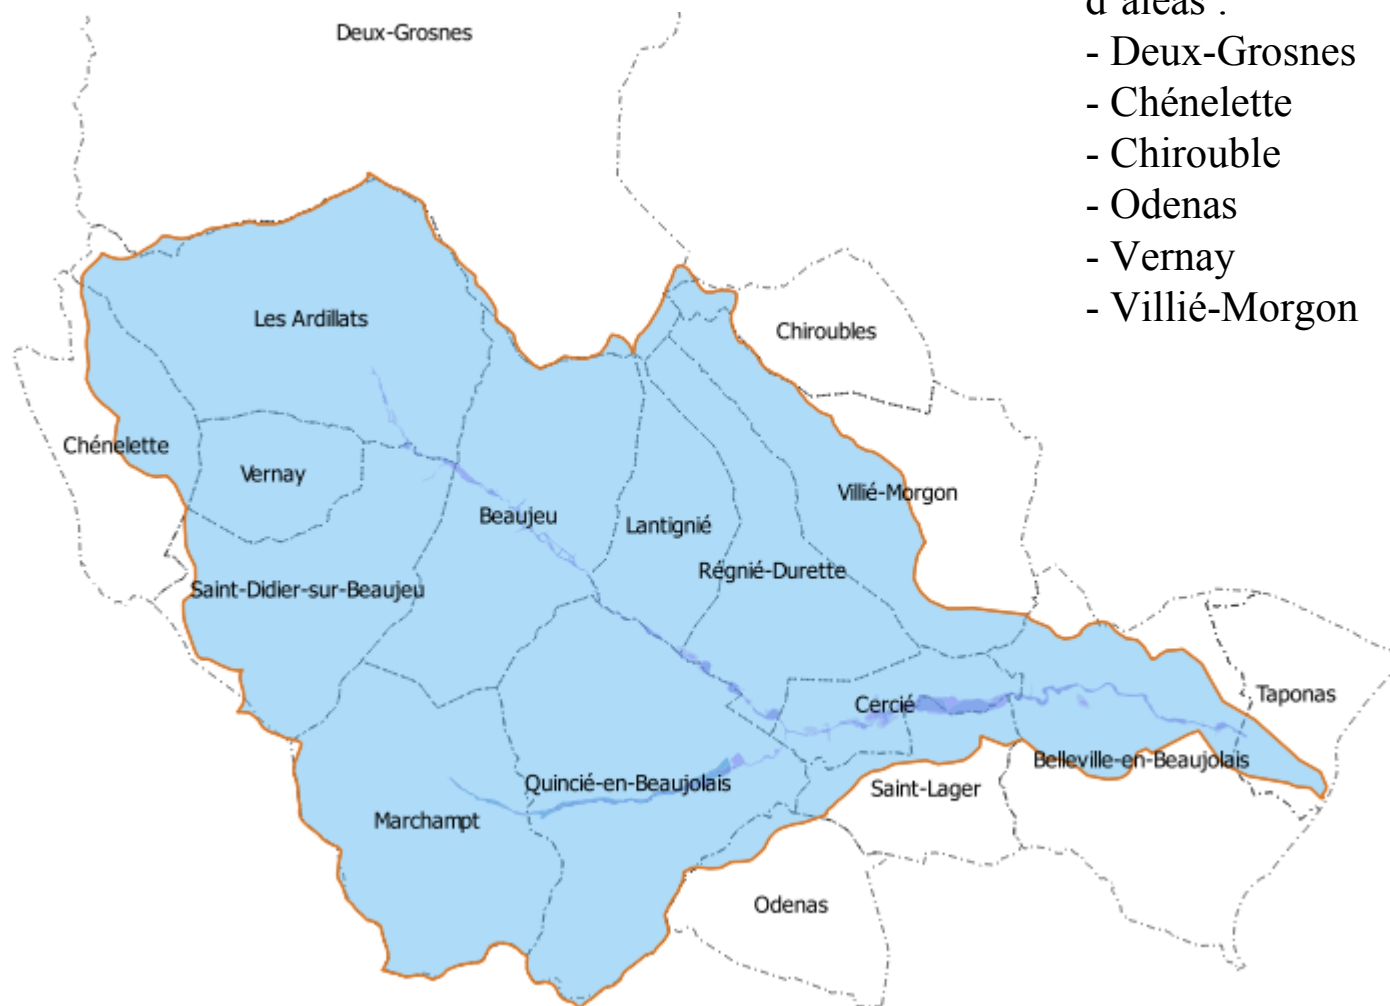 d’aléas :
- Deux-Grosnes
- Chénelette
- Chirouble
- Odenas
- Vernay
- Villié-Morgon
Deux-Grosnes
Les Ardillats
Chiroubles
Chénelette
Vernay
Villié-Morgon
Beaujeu
Lantignié
Régnié-Durette
Saint-Didier-sur-Beaujeu
Taponas
Cercié
Belleville-en-Beaujolais
Quincié-en-Beaujolais
Saint-Lager
Marchampt
Odenas